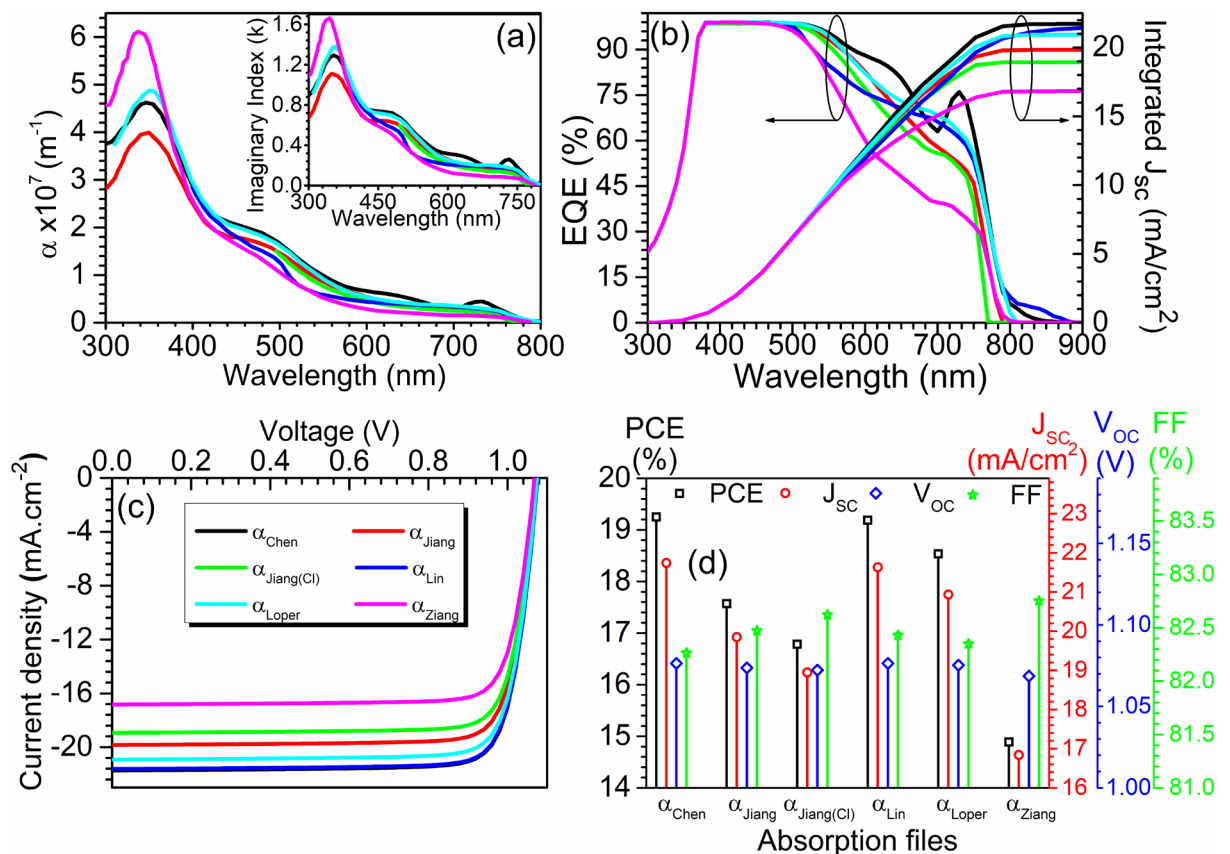 (a)
α x10⁷ (m⁻¹)
6
5
4
3
2
1
0
300 400 500 600 700 800
Wavelength (nm)
Imaginary Index (k)
1.6
1.2
0.8
0.4
0.0
300 450 600 750
Wavelength (nm)
(b)
EQE (%)
90
75
60
45
30
15
0
300 400 500 600 700 800 900
Wavelength (nm)
20
15
10
5
0
Integrated J_SC (mA/cm²)
Voltage (V)
0.0 0.2 0.4 0.6 0.8 1.0
(c)
Current density (mA.cm⁻²)
0
-4
-8
-12
-16
-20
α_Chen α_Jiang
α_Jiang(Cl) α_Lin
α_Loper α_Ziang
PCE J_SC V_OC FF
(%) (mA/cm²) (V) (%)
PCE J_SC V_OC FF
(d)
20
19
18
17
16
15
14
23
22
21
20
19
18
17
16
1.15
1.10
1.05
1.00
83.5
83.0
82.5
82.0
81.5
81.0
α_Chen α_Jiang α_Jiang(Cl) α_Lin α_Loper α_Ziang
Absorption files